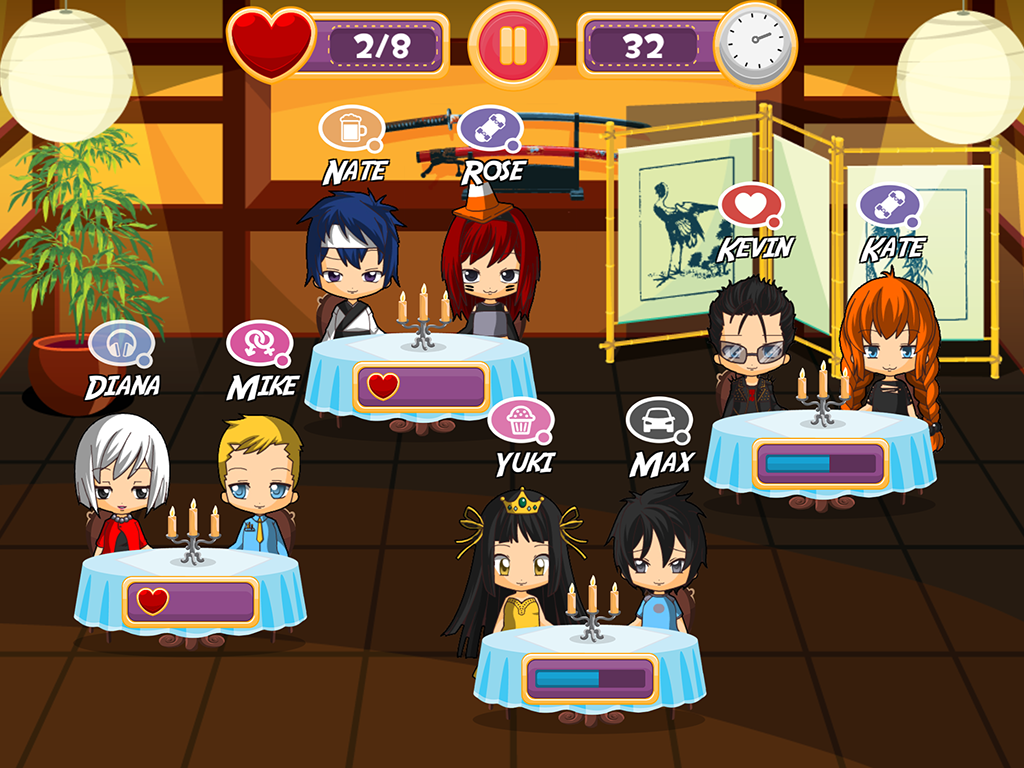 2/8
32
NATE
ROSE
KEVIN
KATE
DIANA
MIKE
YUKI
MAX